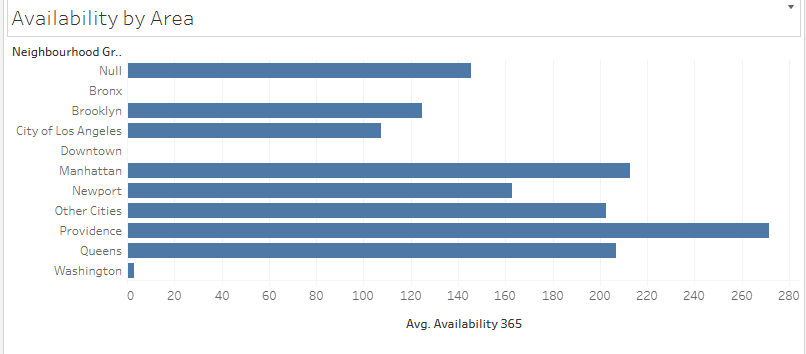 Availability by Area
Neighbourhood Gr..
Null
Bronx
Brooklyn
City of Los Angeles
Downtown
Manhattan
Newport
Other Cities
Providence
Queens
Washington
0 20 40 60 80 100 120 140 160 180 200 220 240 260 280
Avg. Availability 365